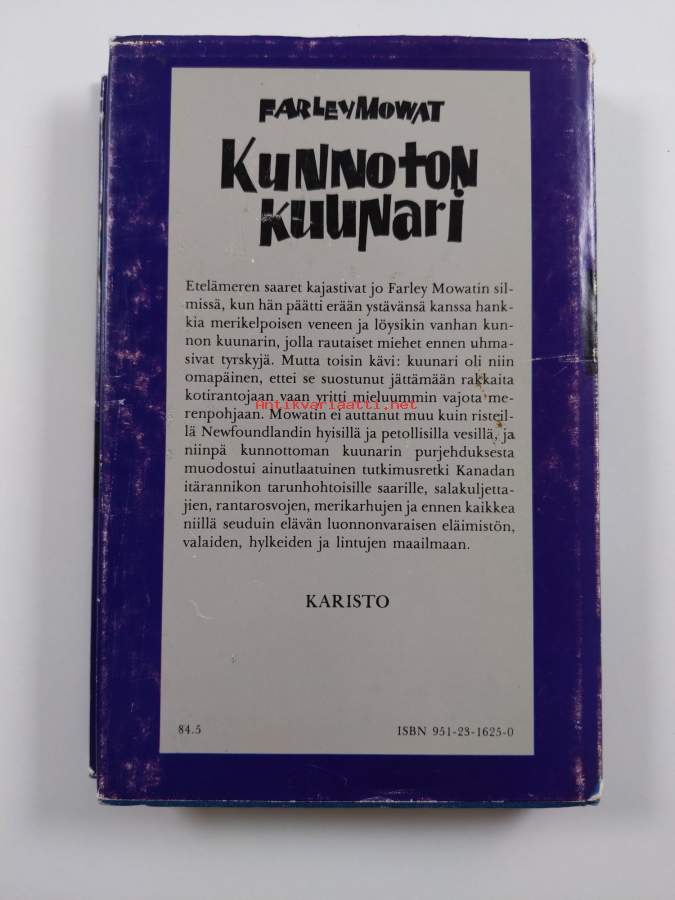 FARLEY MOWAT
KUNNOTON
KUUNARI
Etelämeren saaret kajastivat jo Farley Mowatin sil-
missä, kun hän päätti erään ystävänsä kanssa hank-
kia merikelpoisen veneen ja löysikin vanhan kun-
non kuunarin, jolla rautaiset miehet ennen uhma-
sivat tyrskyjä. Mutta toisin kävi: kuunari oli niin
omapäinen, ettei se suostunut jättämään rakkaita
kotirantojaan vaan yritti mieluummin vajota me-
Antikvariaatti.net
renpohjaan. Mowatin ei auttanut muu kuin risteil-
lä Newfoundlandin hyisillä ja petollisilla vesillä, ja
niinpä kunnottoman kuunarin purjehduksesta
muodostui ainutlaatuinen tutkimusretki Kanadan
itärannikon tarunhohtoisille saarille, salakuljetta-
jien, rantarosvojen, merikarhujen ja ennen kaikkea
niillä seuduin elävän luonnonvaraisen eläimistön,
valaiden, hylkeiden ja lintujen maailmaan.
KARISTO
84.5 ISBN 951-23-1625-0